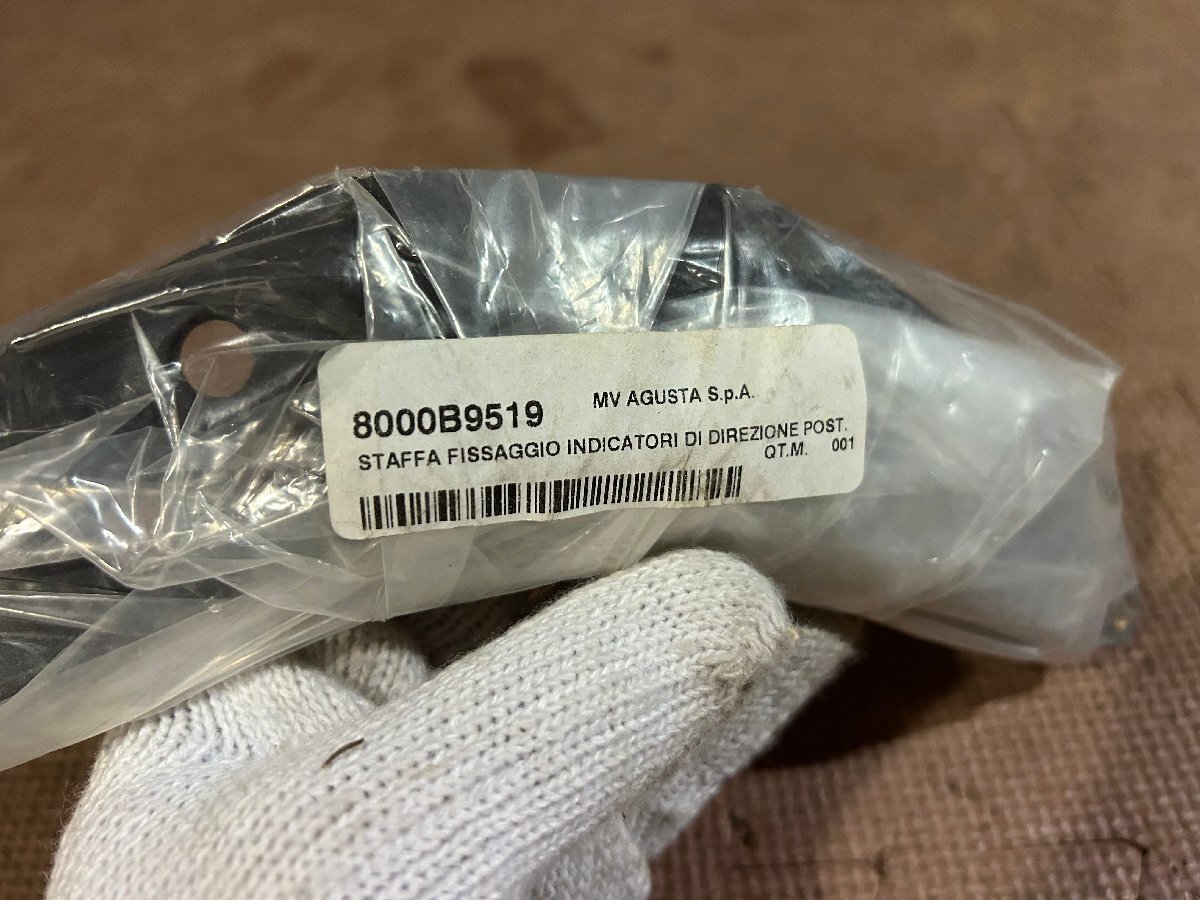 MV AGUSTA S.p.A.
8000B9519
STAFFA FISSAGGIO INDICATORI DI DIREZIONE POST.
QT.M. 001